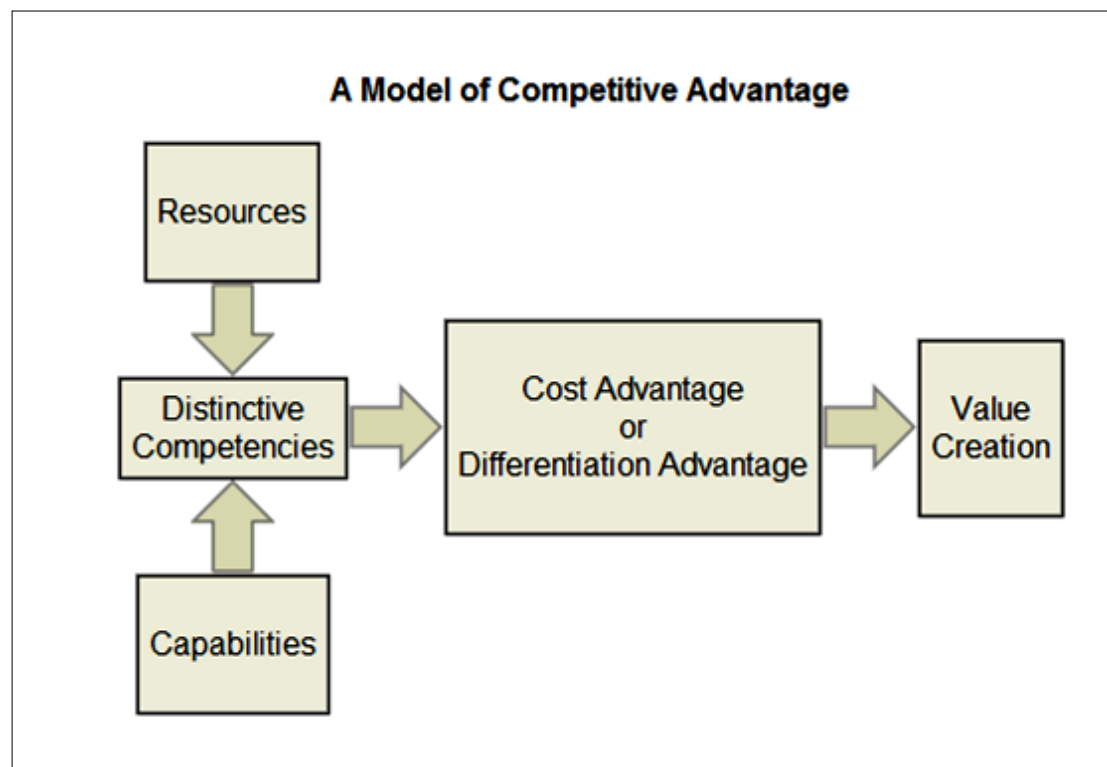 A Model of Competitive Advantage
Resources
Distinctive
Competencies
Cost Advantage
or
Differentiation Advantage
Value
Creation
Capabilities